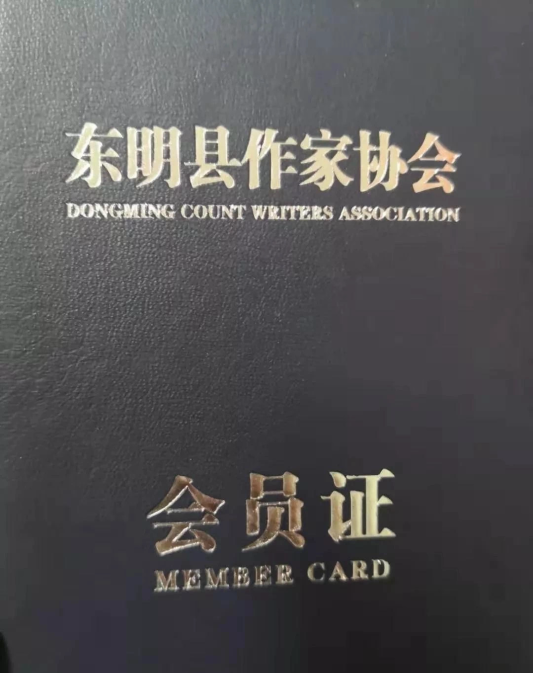 东明县作家协会
DONGMING COUNT WRITERS ASSOCIATION
会员证
MEMBER CARD